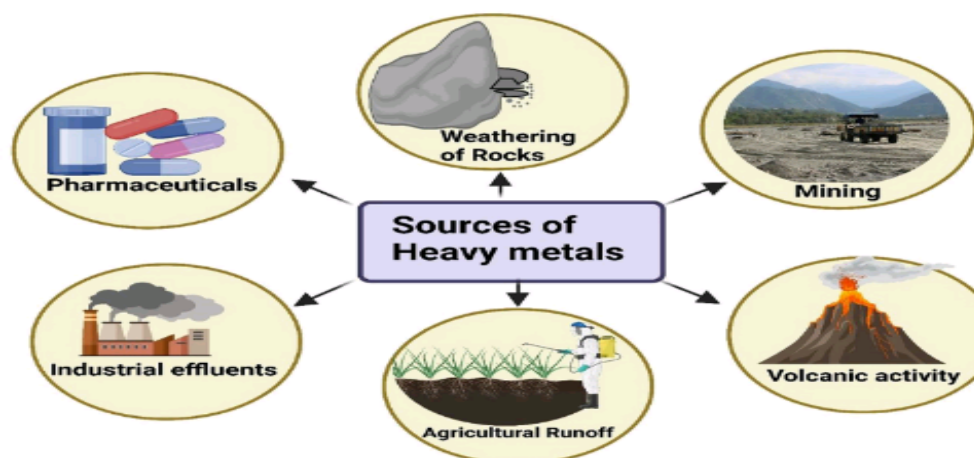 Weathering
of Rocks
Pharmaceuticals
Mining
Sources of
Heavy metals
Industrial effluents
Agricultural Runoff
Volcanic activity